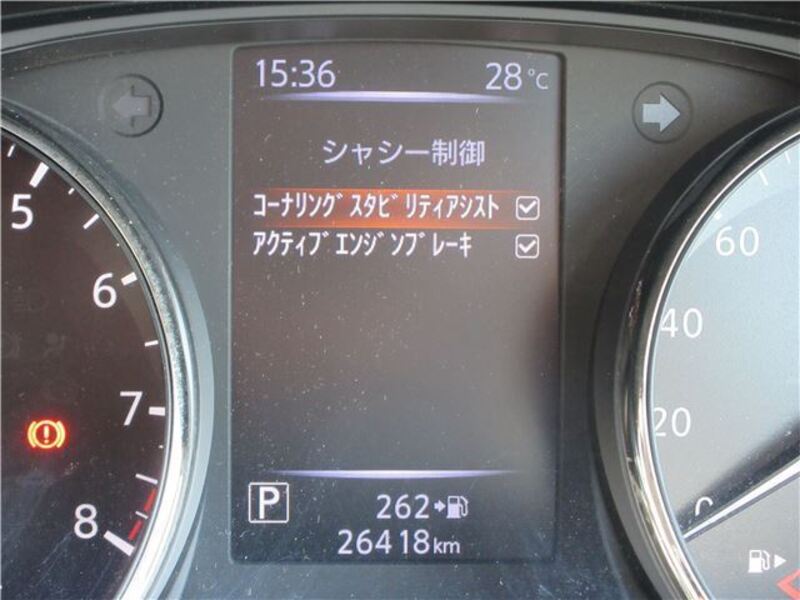 15:36 28°C
シャシー制御
コーナリングスタビリティアシスト
アクティブエンジンブレーキ
5
6
7
8
60
40
20
0
P 262
26418km